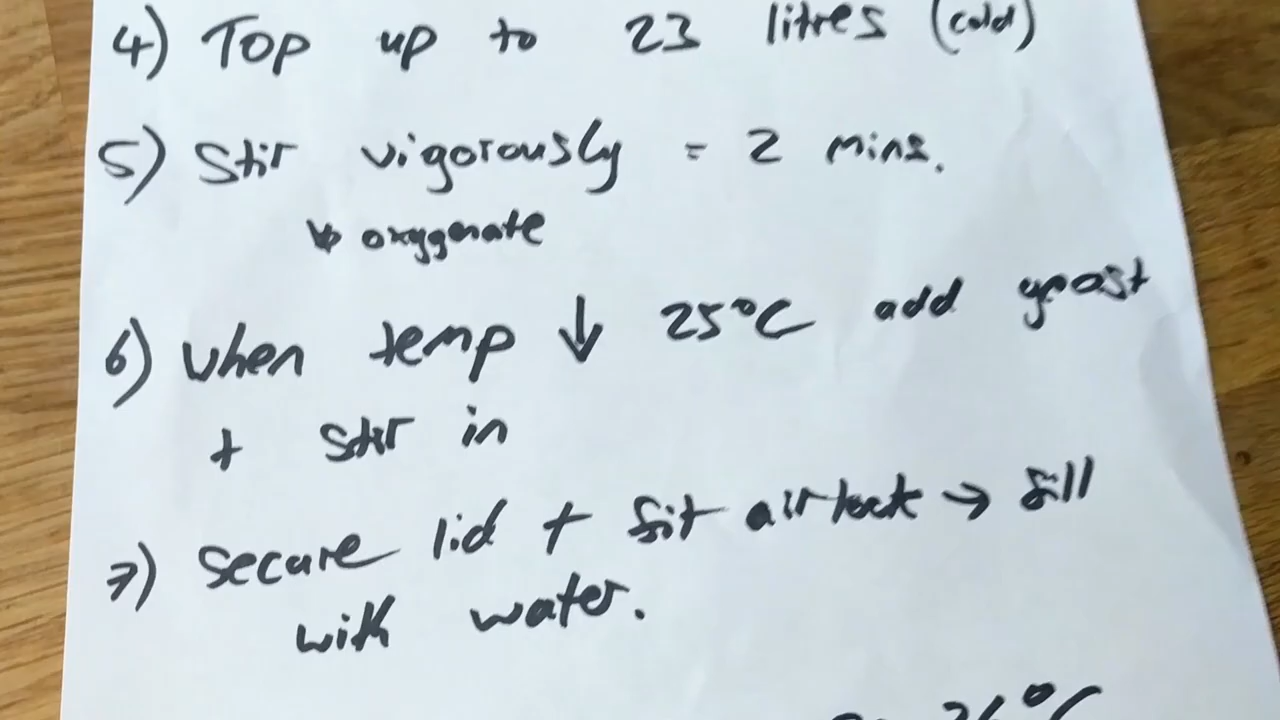 4) Top up to 23 litres (cold)
5) Stir vigorously = 2 mins.
↳ oxygenate
6) when temp ↓ 25°C add yeast
+ stir in
7) secure lid + fit airlock → fill
with water.